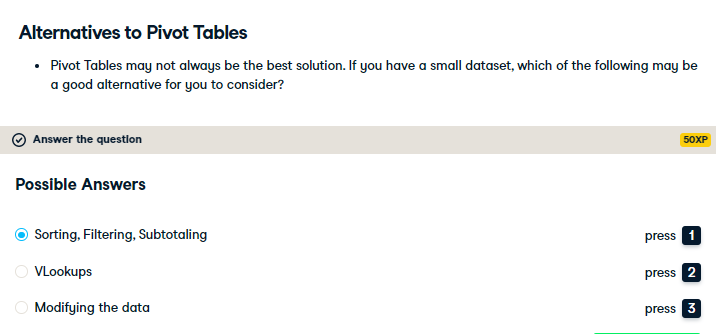 Alternatives to Pivot Tables
• Pivot Tables may not always be the best solution. If you have a small dataset, which of the following may be
a good alternative for you to consider?
Answer the question 50XP
Possible Answers
Sorting, Filtering, Subtotaling press 1
VLookups press 2
Modifying the data press 3